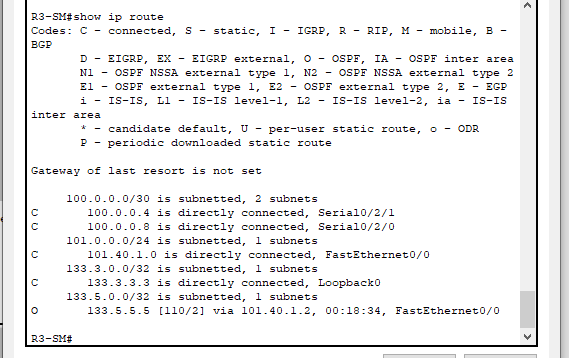 R3-SM#show ip route
Codes: C - connected, S - static, I - IGRP, R - RIP, M - mobile, B -
BGP
       D - EIGRP, EX - EIGRP external, O - OSPF, IA - OSPF inter area
       N1 - OSPF NSSA external type 1, N2 - OSPF NSSA external type 2
       E1 - OSPF external type 1, E2 - OSPF external type 2, E - EGP
       i - IS-IS, L1 - IS-IS level-1, L2 - IS-IS level-2, ia - IS-IS
inter area
       * - candidate default, U - per-user static route, o - ODR
       P - periodic downloaded static route
Gateway of last resort is not set
     100.0.0.0/30 is subnetted, 2 subnets
C       100.0.0.4 is directly connected, Serial0/2/1
C       100.0.0.8 is directly connected, Serial0/2/0
     101.0.0.0/24 is subnetted, 1 subnets
C       101.40.1.0 is directly connected, FastEthernet0/0
     133.3.0.0/32 is subnetted, 1 subnets
C       133.3.3.3 is directly connected, Loopback0
     133.5.0.0/32 is subnetted, 1 subnets
O       133.5.5.5 [110/2] via 101.40.1.2, 00:18:34, FastEthernet0/0
R3-SM#